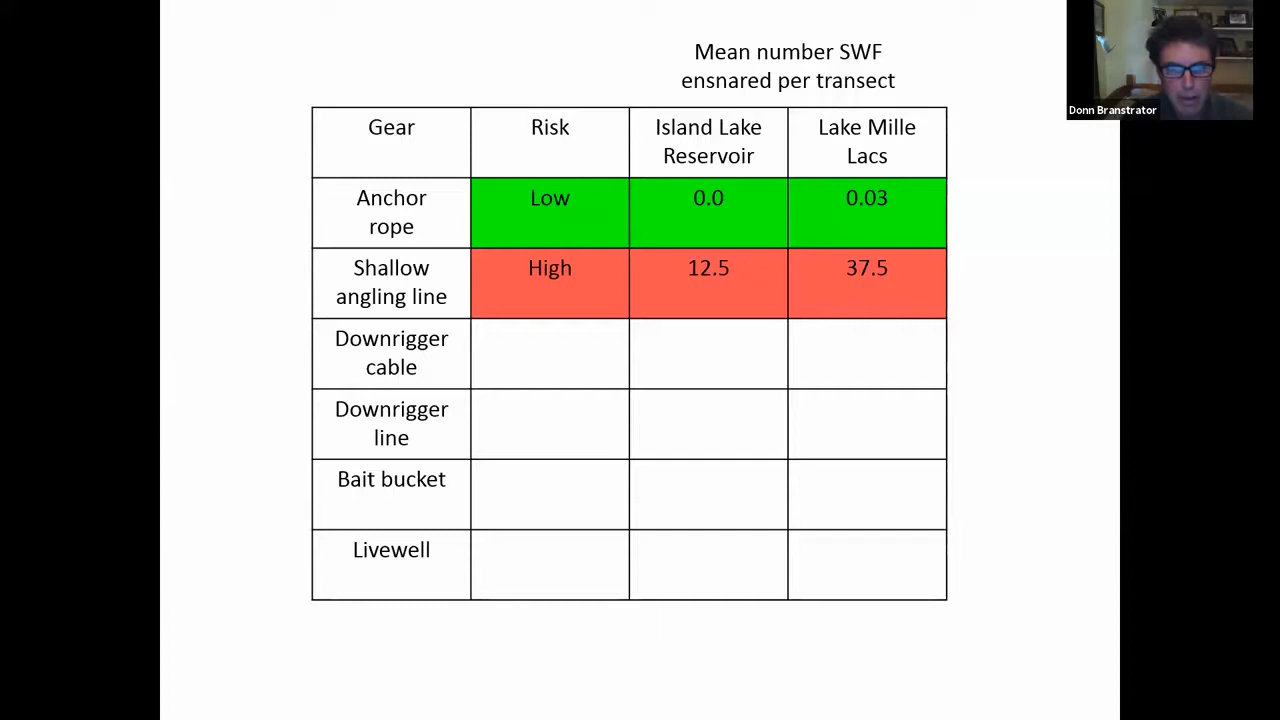 Mean number SWF
ensnared per transect
Donn Branstrator
Gear
Risk
Island Lake
Reservoir
Lake Mille
Lacs
Anchor
rope
Low
0.0
0.03
Shallow
angling line
High
12.5
37.5
Downrigger
cable
Downrigger
line
Bait bucket
Livewell